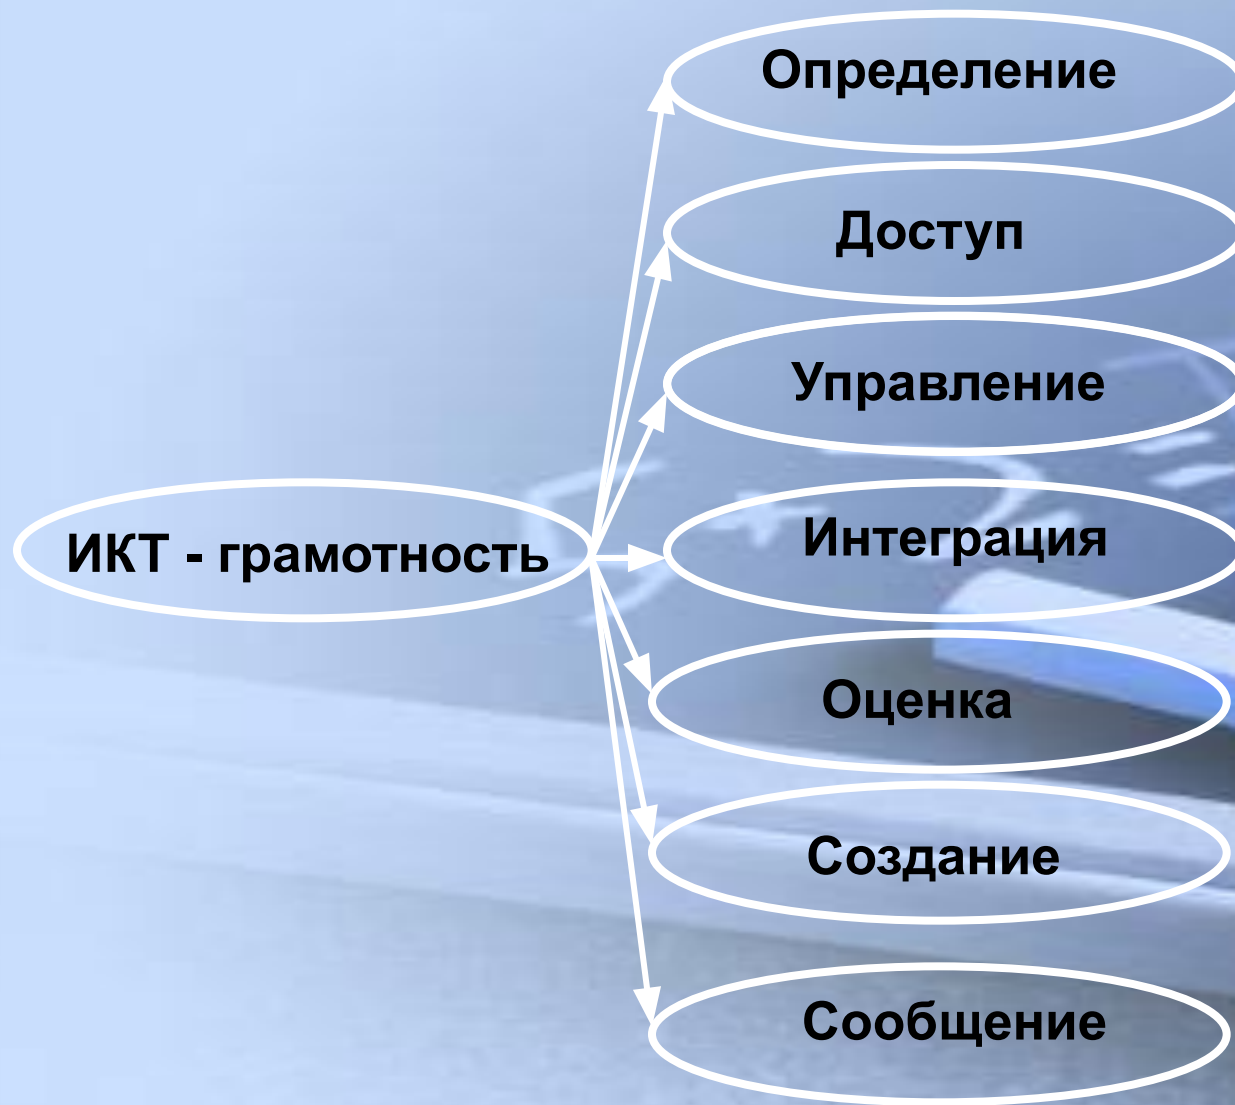 Определение
Доступ
Управление
ИКТ - грамотность
Интеграция
Оценка
Создание
Сообщение